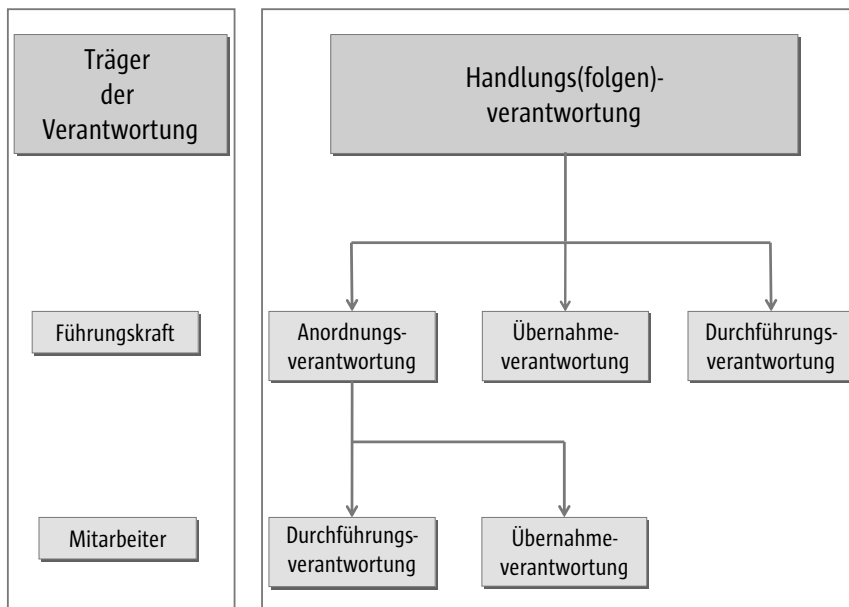 Träger
der
Verantwortung
Handlungs(folgen)-
verantwortung
Führungskraft
Anordnungs-
verantwortung
Übernahme-
verantwortung
Durchführungs-
verantwortung
Mitarbeiter
Durchführungs-
verantwortung
Übernahme-
verantwortung